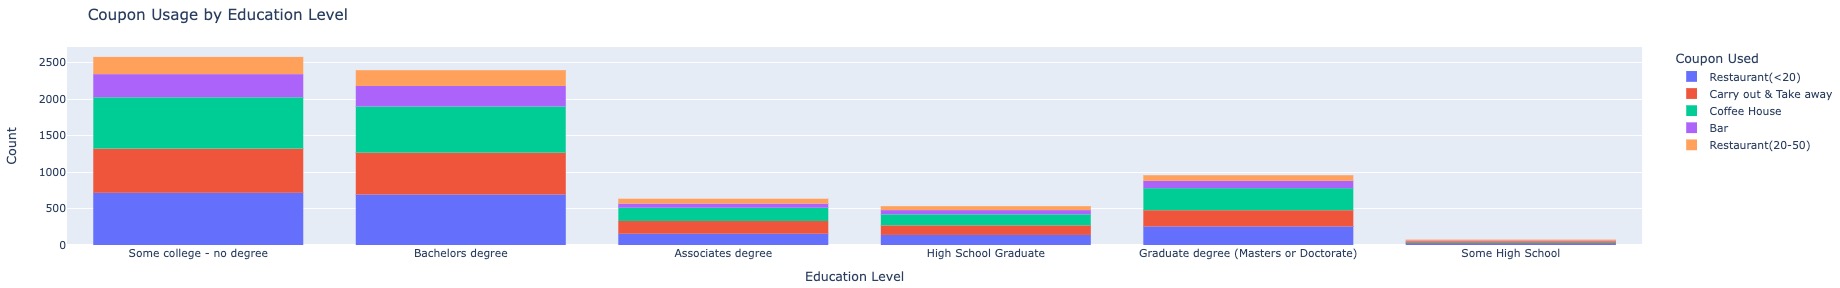 Coupon Usage by Education Level
Coupon Used
Restaurant(<20)
Carry out & Take away
Coffee House
Bar
Restaurant(20-50)
2500
2000
1500
1000
500
0
Count
Some college - no degree
Bachelors degree
Associates degree
High School Graduate
Graduate degree (Masters or Doctorate)
Some High School
Education Level